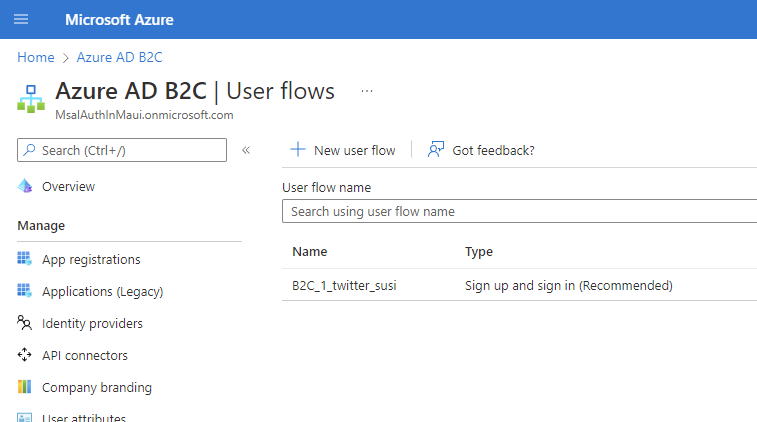 Microsoft Azure
Home > Azure AD B2C
Azure AD B2C | User flows ...
MsalAuthInMaui.onmicrosoft.com
Search (Ctrl+/) «
+ New user flow | Got feedback?
Overview
User flow name
Search using user flow name
Manage
Name Type
App registrations
B2C_1_twitter_susi Sign up and sign in (Recommended)
Applications (Legacy)
Identity providers
API connectors
Company branding
User attributes